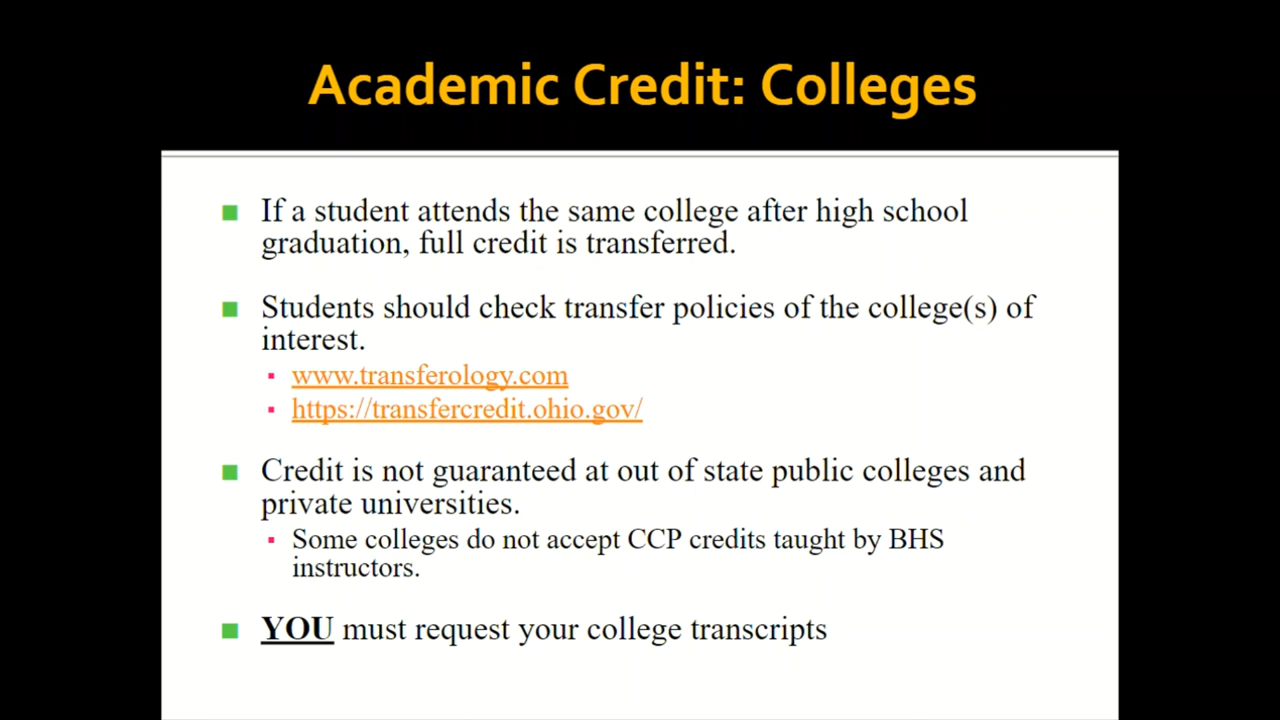 Academic Credit: Colleges
If a student attends the same college after high school
graduation, full credit is transferred.
Students should check transfer policies of the college(s) of
interest.
www.transferology.com
https://transfercredit.ohio.gov/
Credit is not guaranteed at out of state public colleges and
private universities.
Some colleges do not accept CCP credits taught by BHS
instructors.
YOU must request your college transcripts